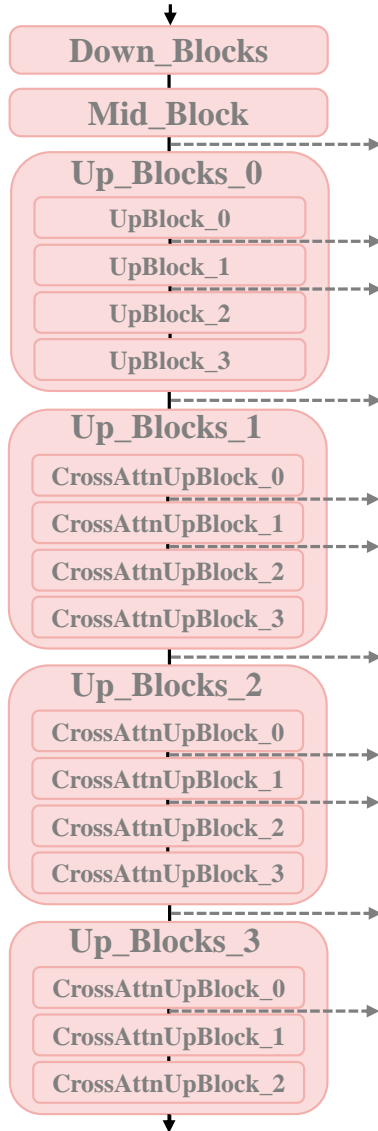 Down_Blocks
Mid_Block
Up_Blocks_0
UpBlock_0
UpBlock_1
UpBlock_2
UpBlock_3
Up_Blocks_1
CrossAttnUpBlock_0
CrossAttnUpBlock_1
CrossAttnUpBlock_2
CrossAttnUpBlock_3
Up_Blocks_2
CrossAttnUpBlock_0
CrossAttnUpBlock_1
CrossAttnUpBlock_2
CrossAttnUpBlock_3
Up_Blocks_3
CrossAttnUpBlock_0
CrossAttnUpBlock_1
CrossAttnUpBlock_2